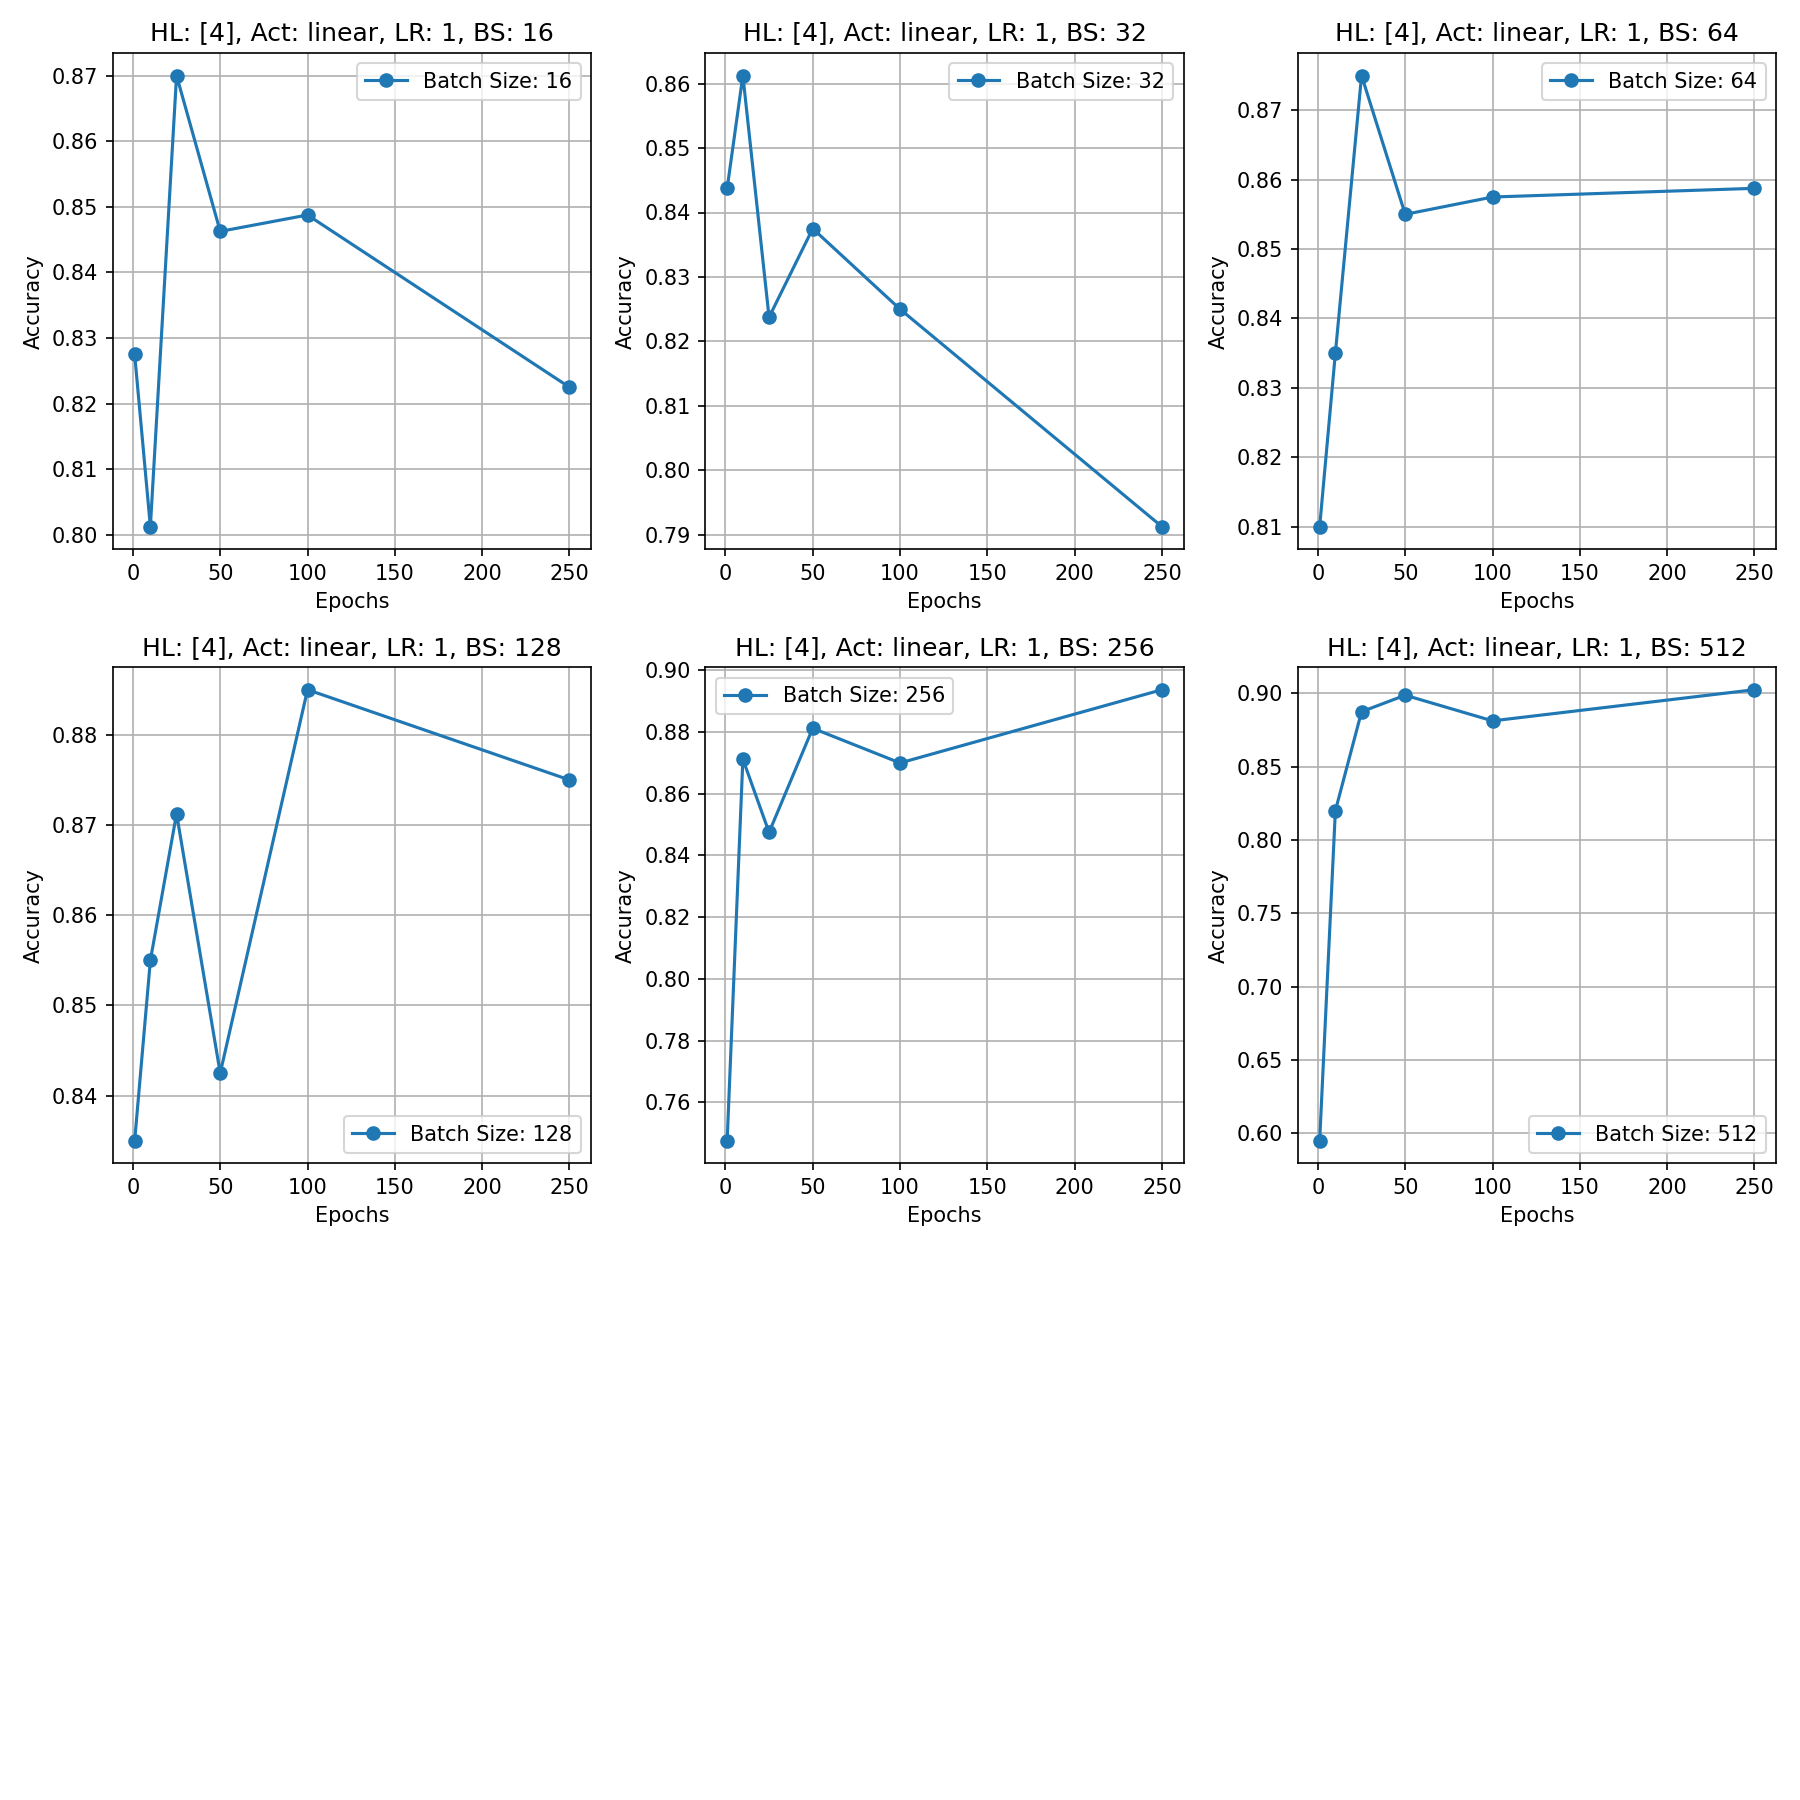 HL: [4], Act: linear, LR: 1, BS: 16
Batch Size: 16
Accuracy
0.87
0.86
0.85
0.84
0.83
0.82
0.81
0.80
0 50 100 150 200 250
Epochs
HL: [4], Act: linear, LR: 1, BS: 32
Batch Size: 32
Accuracy
0.86
0.85
0.84
0.83
0.82
0.81
0.80
0.79
0 50 100 150 200 250
Epochs
HL: [4], Act: linear, LR: 1, BS: 64
Batch Size: 64
Accuracy
0.87
0.86
0.85
0.84
0.83
0.82
0.81
0 50 100 150 200 250
Epochs
HL: [4], Act: linear, LR: 1, BS: 128
Accuracy
0.88
0.87
0.86
0.85
0.84
Batch Size: 128
0 50 100 150 200 250
Epochs
HL: [4], Act: linear, LR: 1, BS: 256
Batch Size: 256
Accuracy
0.90
0.88
0.86
0.84
0.82
0.80
0.78
0.76
0 50 100 150 200 250
Epochs
HL: [4], Act: linear, LR: 1, BS: 512
Accuracy
0.90
0.85
0.80
0.75
0.70
0.65
0.60
Batch Size: 512
0 50 100 150 200 250
Epochs